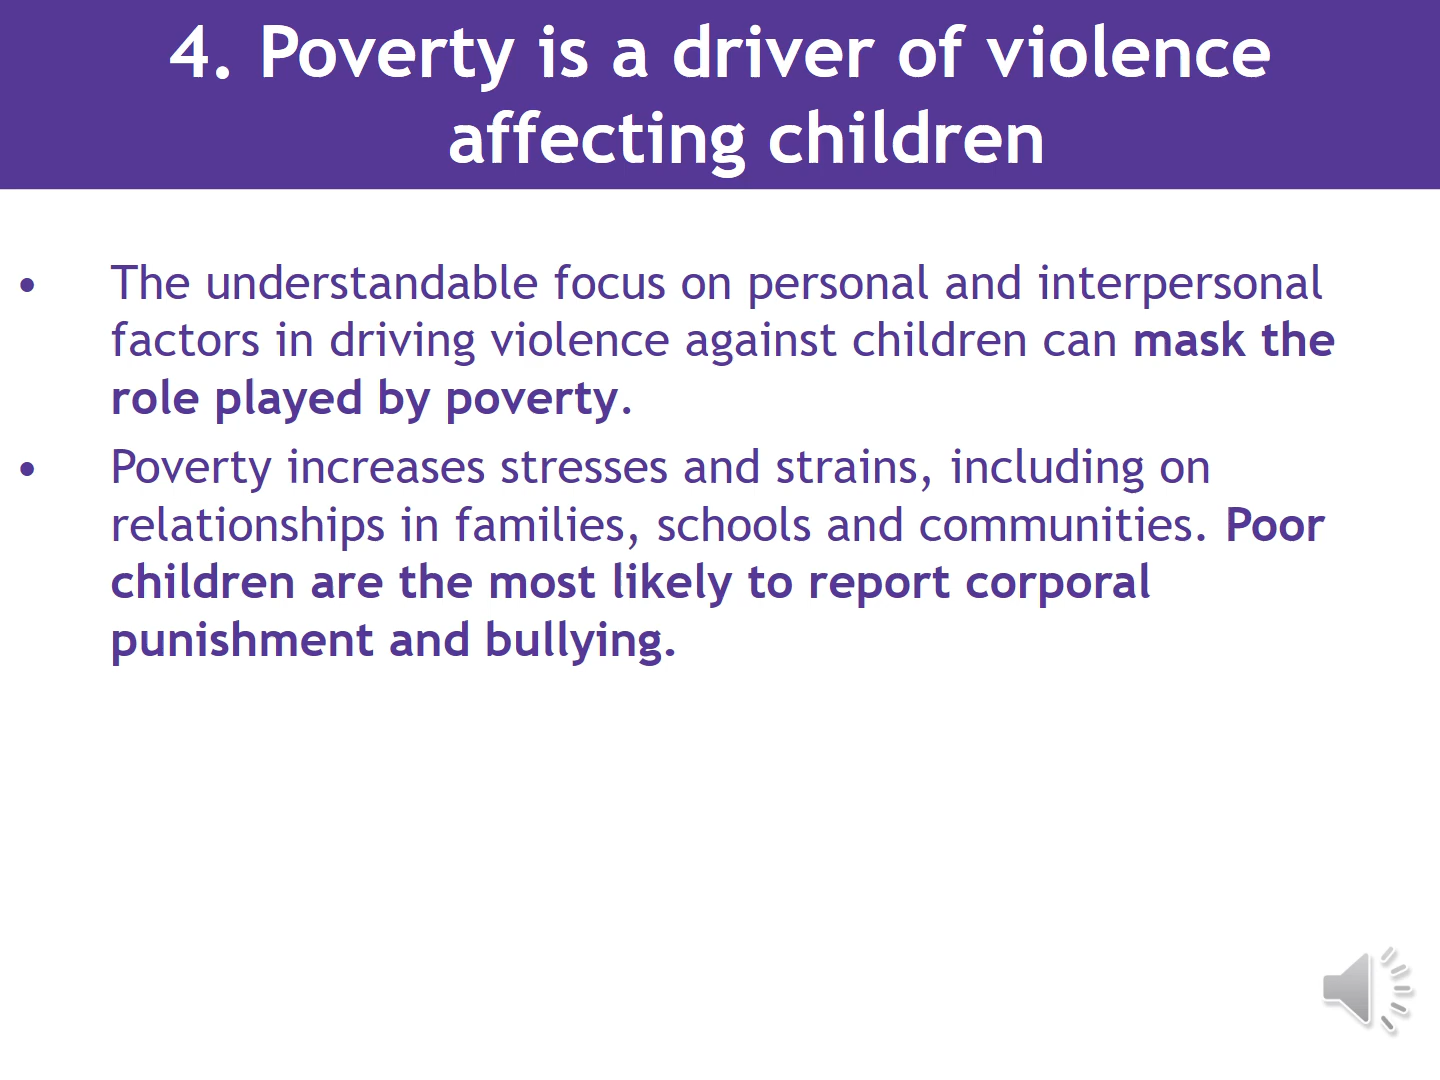 4. Poverty is a driver of violence
affecting children
• The understandable focus on personal and interpersonal
factors in driving violence against children can mask the
role played by poverty.
• Poverty increases stresses and strains, including on
relationships in families, schools and communities. Poor
children are the most likely to report corporal
punishment and bullying.